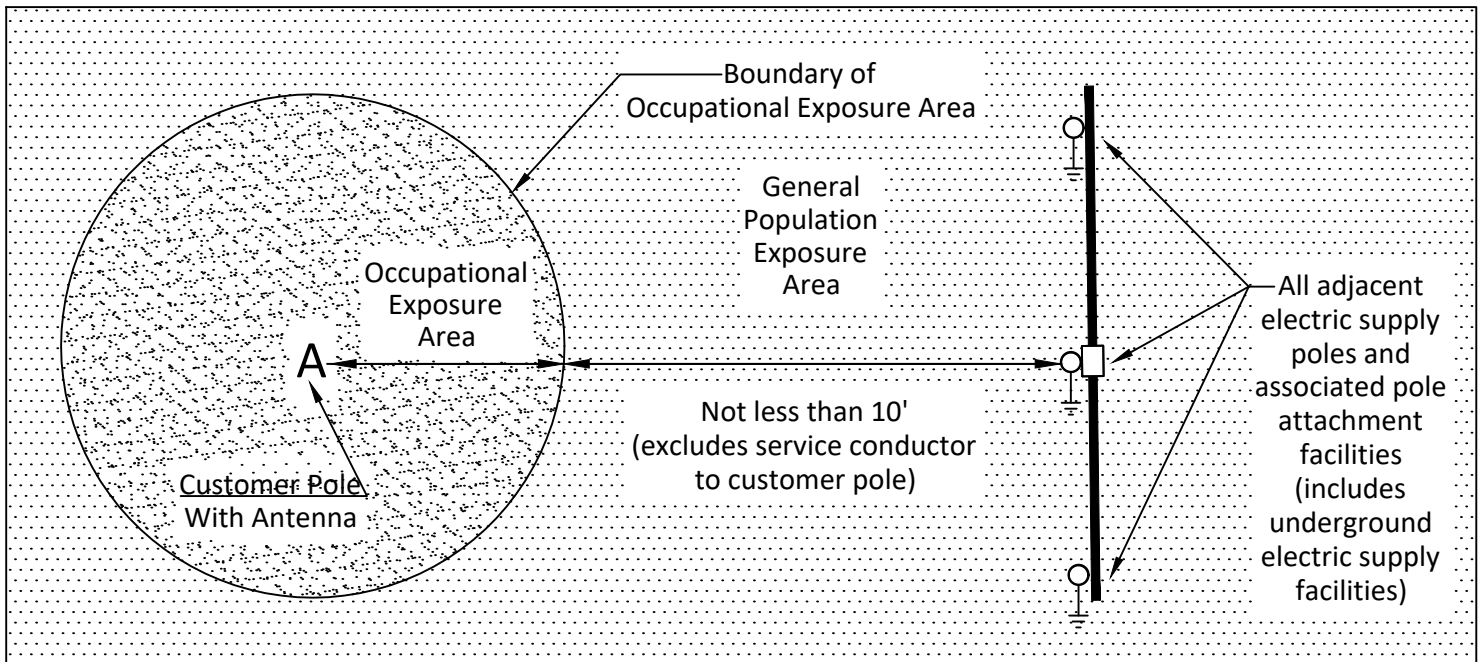 Boundary of
Occupational Exposure Area
General
Population
Exposure
Area
Occupational
Exposure
Area
A
Customer Pole
With Antenna
Not less than 10'
(excludes service conductor
to customer pole)
All adjacent
electric supply
poles and
associated pole
attachment
facilities
(includes
underground
electric supply
facilities)